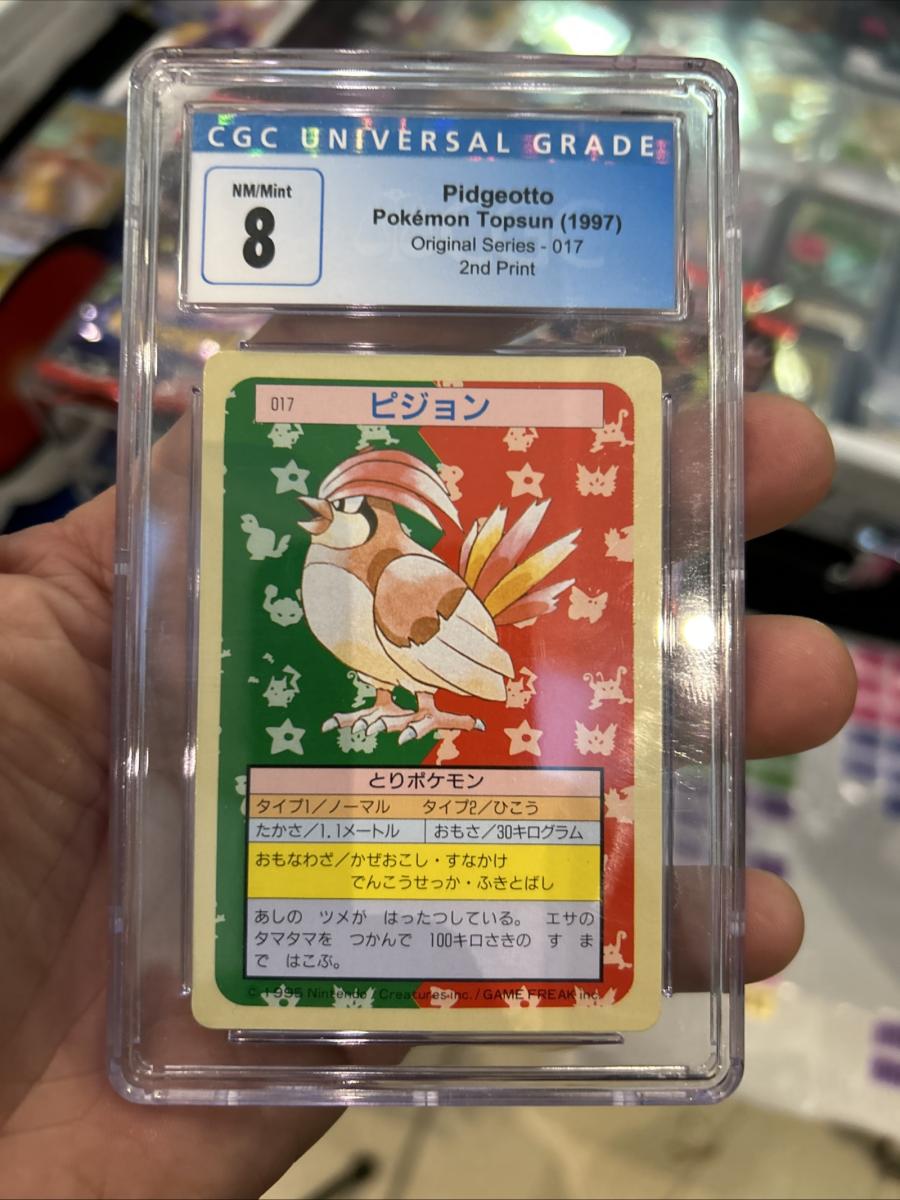 CGC UNIVERSAL GRADE
NM/Mint
8
Pidgeotto
Pokémon Topsun (1997)
Original Series - 017
2nd Print
017 ピジョン
とりポケモン
タイプ1/ノーマル タイプ2/ひこう
たかさ/1.1メートル おもさ/30キログラム
おもなわざ/かぜおこし・すなかけ
でんこうせっか・ふきとばし
あしの ツメが はったつしている。 エサの
タマタマを つかんで 100キロさきの す ま
で はこぶ。
© 1995 Nintendo / Creatures inc. / GAME FREAK inc.